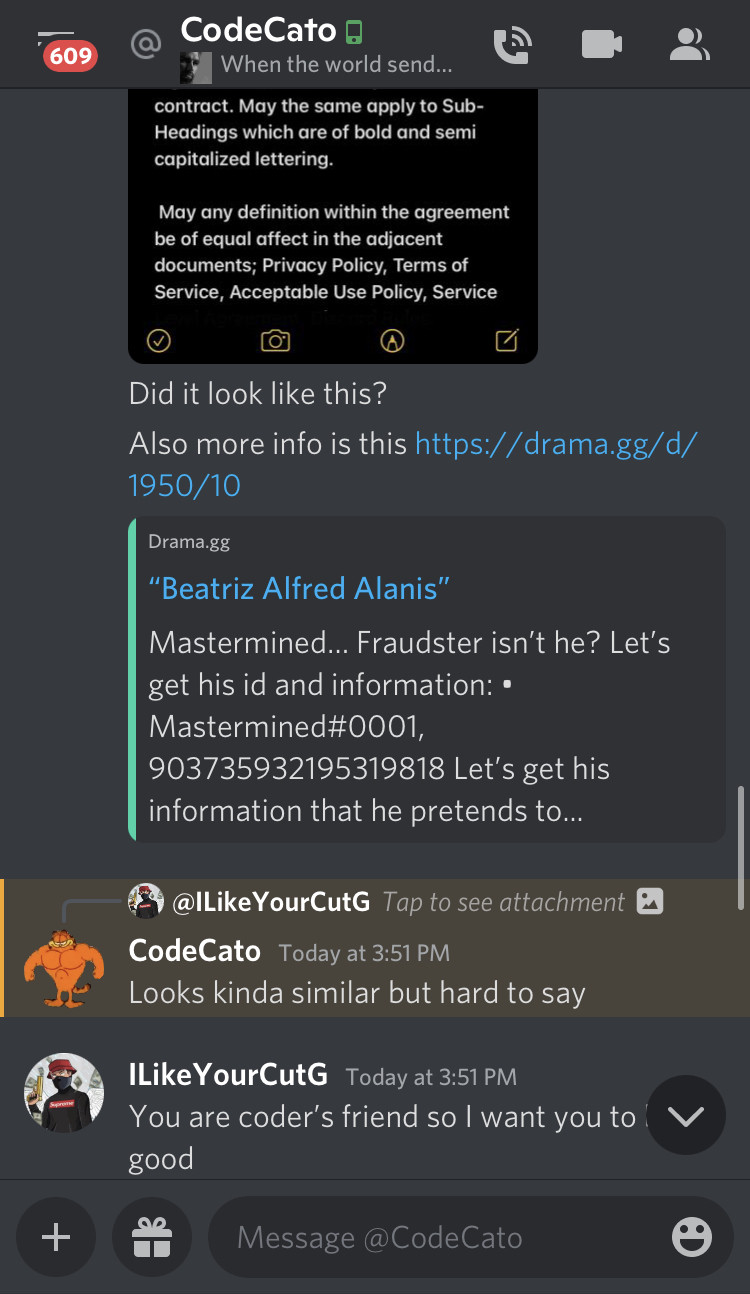 CodeCato
609
When the world send...
contract. May the same apply to Sub-
Headings which are of bold and semi
capitalized lettering.
May any definition within the agreement
be of equal affect in the adjacent
documents; Privacy Policy, Terms of
Service, Acceptable Use Policy, Service
Did it look like this?
Also more info is this https://drama.gg/d/
1950/10
Drama.gg
“Beatriz Alfred Alanis”
Mastermined... Fraudster isn’t he? Let’s
get his id and information: •
Mastermined#0001,
903735932195319818 Let’s get his
information that he pretends to...
@ILikeYourCutG Tap to see attachment
CodeCato Today at 3:51 PM
Looks kinda similar but hard to say
Supreme
ILikeYourCutG Today at 3:51 PM
You are coder’s friend so I want you to
good
Message @CodeCato